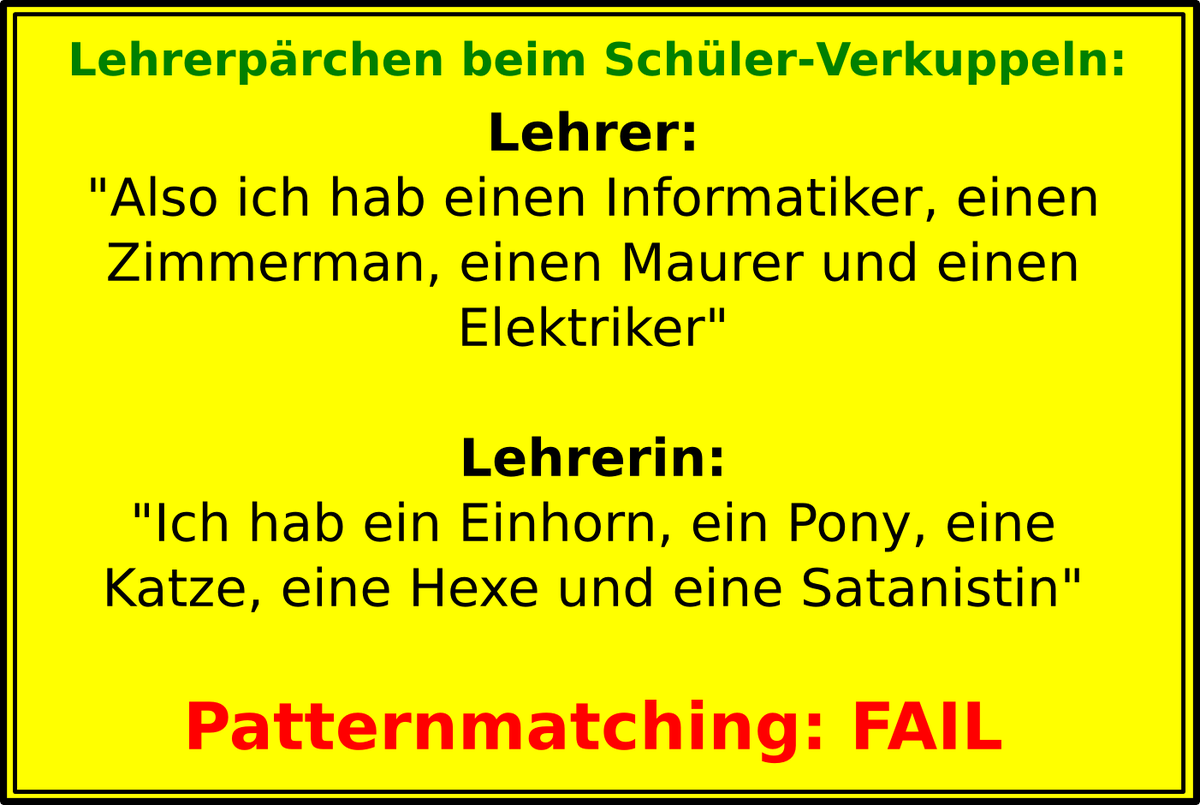 Lehrerpärchen beim Schüler-Verkuppeln:
Lehrer:
"Also ich hab einen Informatiker, einen
Zimmerman, einen Maurer und einen
Elektriker"
Lehrerin:
"Ich hab ein Einhorn, ein Pony, eine
Katze, eine Hexe und eine Satanistin"
Patternmatching: FAIL